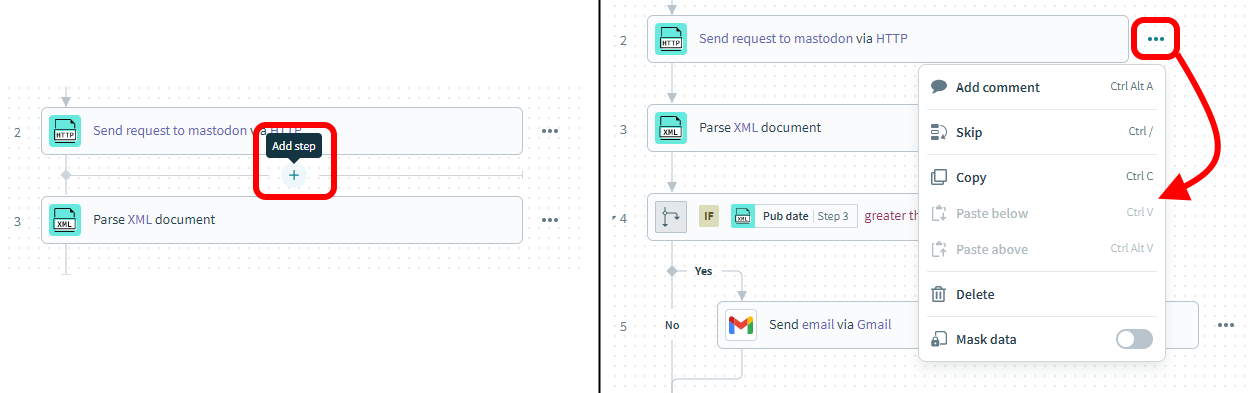 2
HTTP
Send request to mastodon via HTTP
Add step
3
XML
Parse XML document
2
HTTP
Send request to mastodon via HTTP
Add comment Ctrl Alt A
Skip Ctrl /
Copy Ctrl C
Paste below Ctrl V
Paste above Ctrl Alt V
Delete
Mask data
3
XML
Parse XML document
4
IF
XML
Pub date Step 3 greater th
Yes
5
No
Send email via Gmail